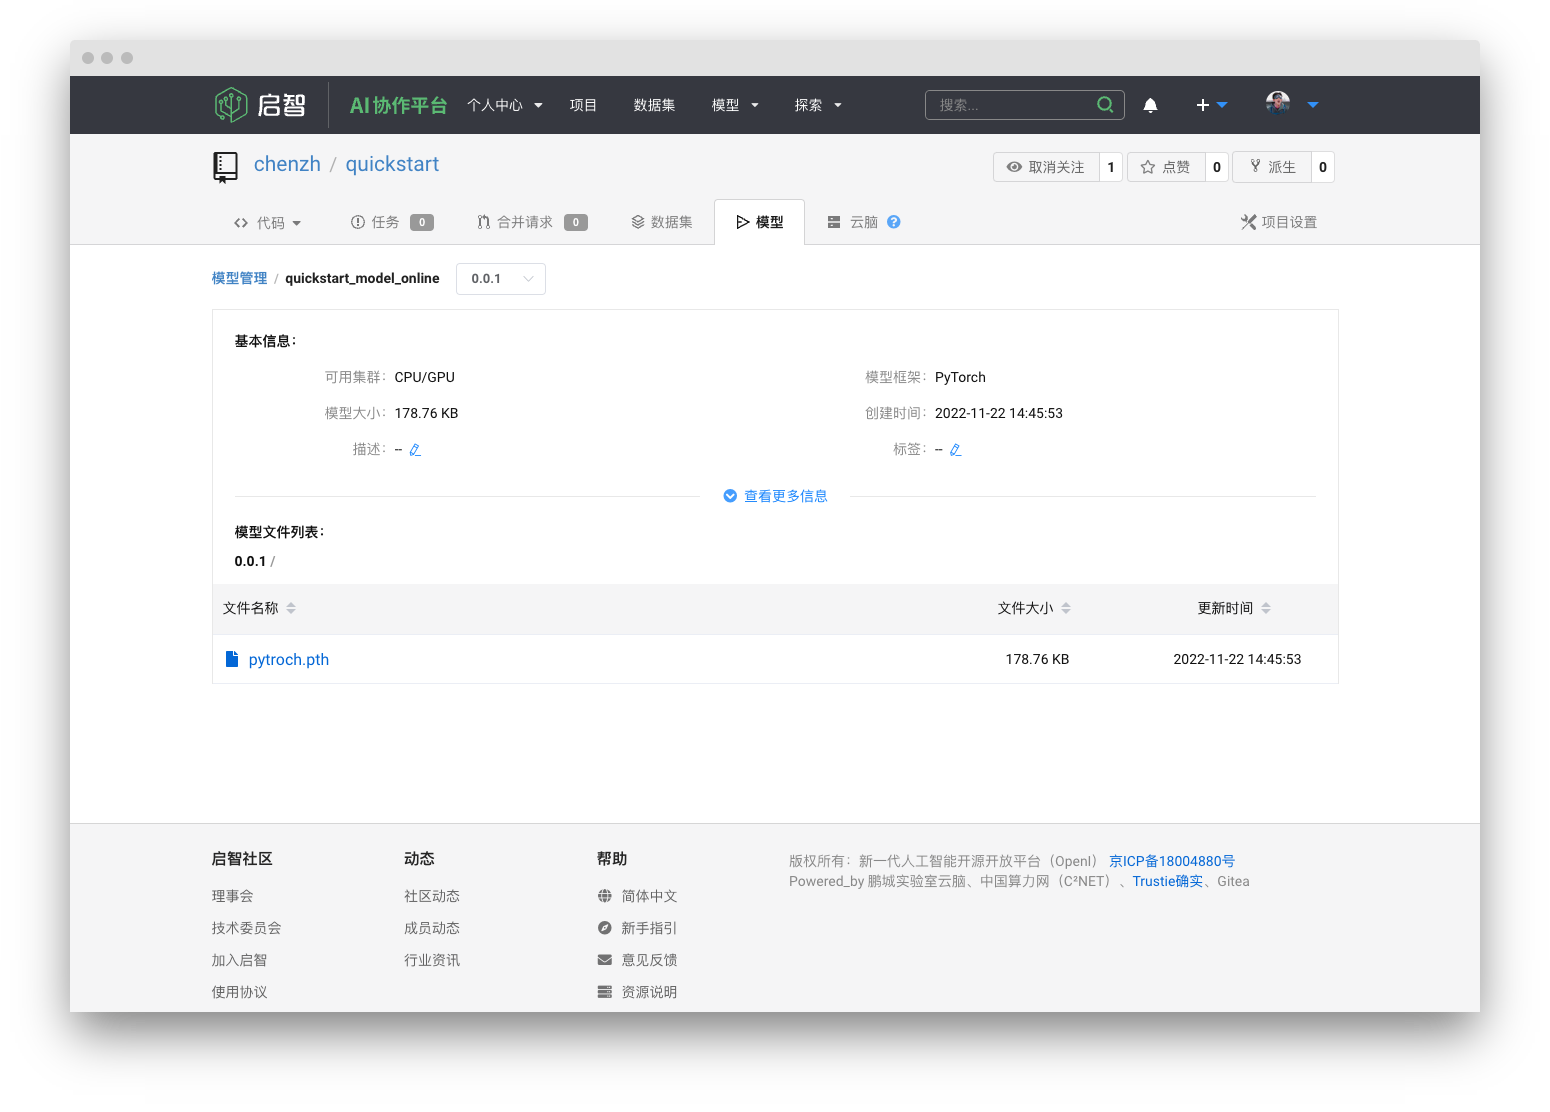 启智 AI协作平台 个人中心 项目 数据集 模型 探索 搜索...
chenzh / quickstart 取消关注 1 点赞 0 派生 0
代码 任务 0 合并请求 0 数据集 模型 云脑 项目设置
模型管理 / quickstart_model_online 0.0.1
基本信息：
可用集群： CPU/GPU 模型框架： PyTorch
模型大小： 178.76 KB 创建时间： 2022-11-22 14:45:53
描述： -- 标签： --
查看更多信息
模型文件列表：
0.0.1 /
文件名称 文件大小 更新时间
pytroch.pth 178.76 KB 2022-11-22 14:45:53
启智社区 动态 帮助
版权所有：新一代人工智能开源开放平台（OpenI） 京ICP备18004880号
Powered_by 鹏城实验室云脑、中国算力网（C²NET）、Trustie确实、Gitea
理事会 社区动态 简体中文
技术委员会 成员动态 新手指引
加入启智 行业资讯 意见反馈
使用协议 资源说明